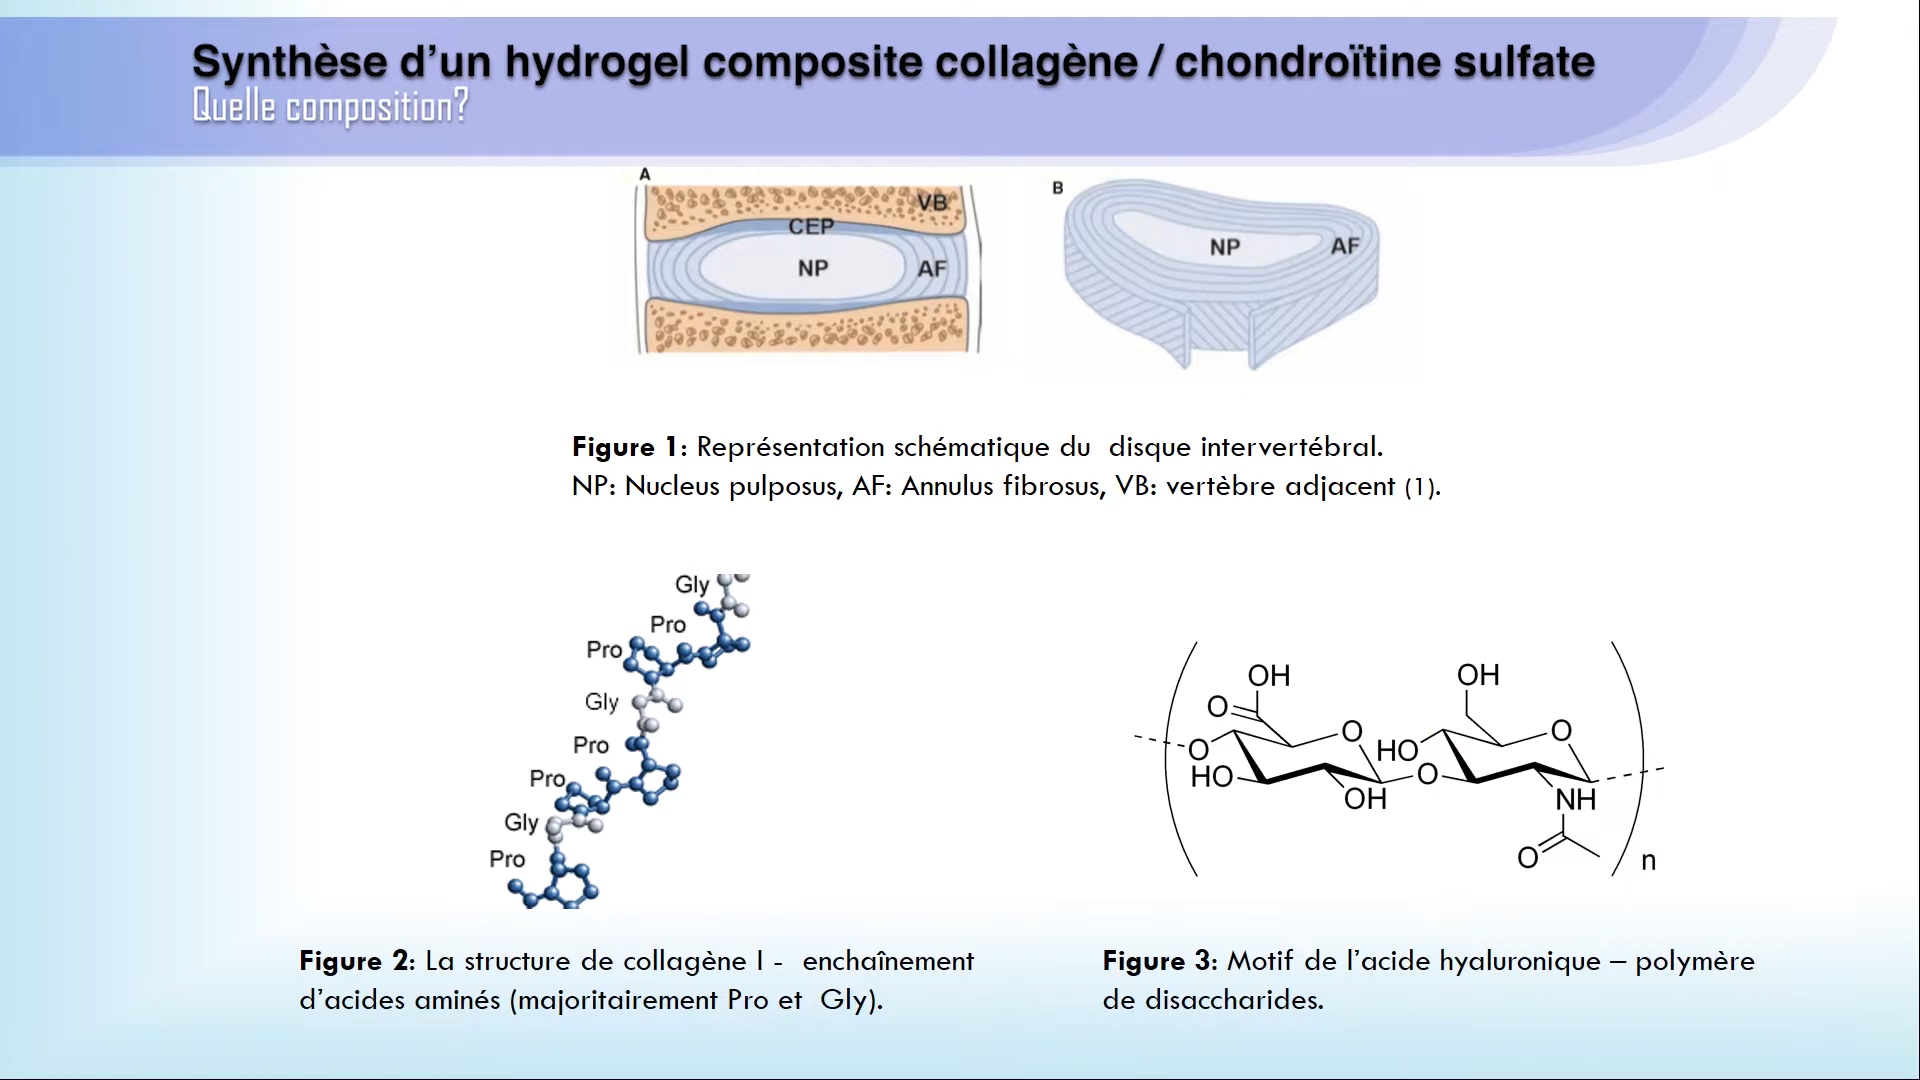 Synthèse d’un hydrogel composite collagène / chondroïtine sulfate
Quelle composition?
A
VB
CEP
NP
AF
B
NP
AF
Figure 1: Représentation schématique du disque intervertébral.
NP: Nucleus pulposus, AF: Annulus fibrosus, VB: vertèbre adjacent (1).
Gly
Pro
Pro
Gly
Pro
Pro
Gly
Pro
OH
O
O
HO
O
OH
O
HO
OH
O
NH
O
n
Figure 2: La structure de collagène I - enchaînement
d’acides aminés (majoritairement Pro et Gly).
Figure 3: Motif de l’acide hyaluronique – polymère
de disaccharides.